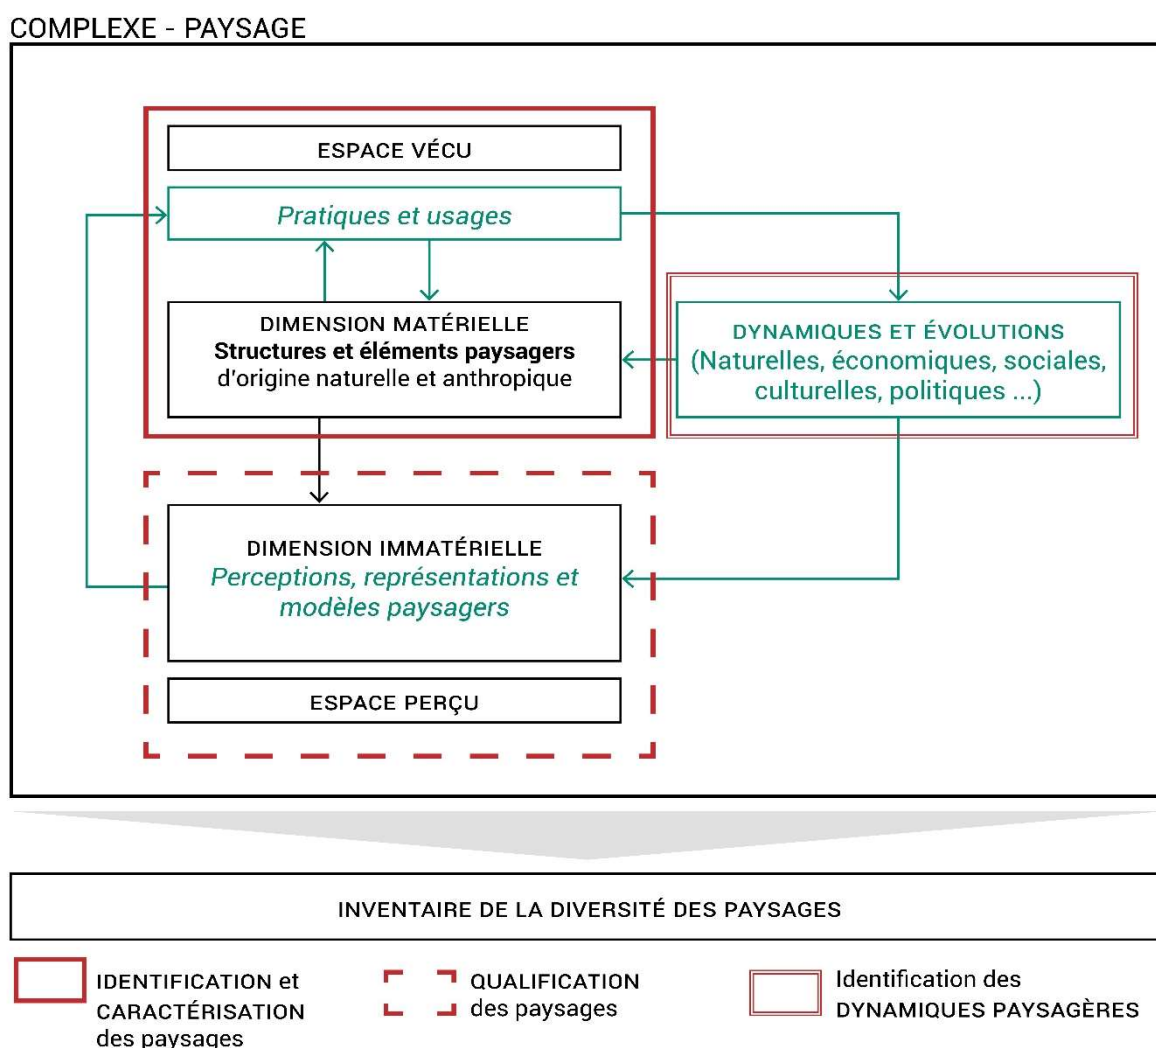 COMPLEXE - PAYSAGE
ESPACE VÉCU
Pratiques et usages
DIMENSION MATÉRIELLE
Structures et éléments paysagers
d'origine naturelle et anthropique
DYNAMIQUES ET ÉVOLUTIONS
(Naturelles, économiques, sociales,
culturelles, politiques ...)
DIMENSION IMMATÉRIELLE
Perceptions, représentations et
modèles paysagers
ESPACE PERÇU
INVENTAIRE DE LA DIVERSITÉ DES PAYSAGES
IDENTIFICATION et
CARACTÉRISATION
des paysages
QUALIFICATION
des paysages
Identification des
DYNAMIQUES PAYSAGÈRES